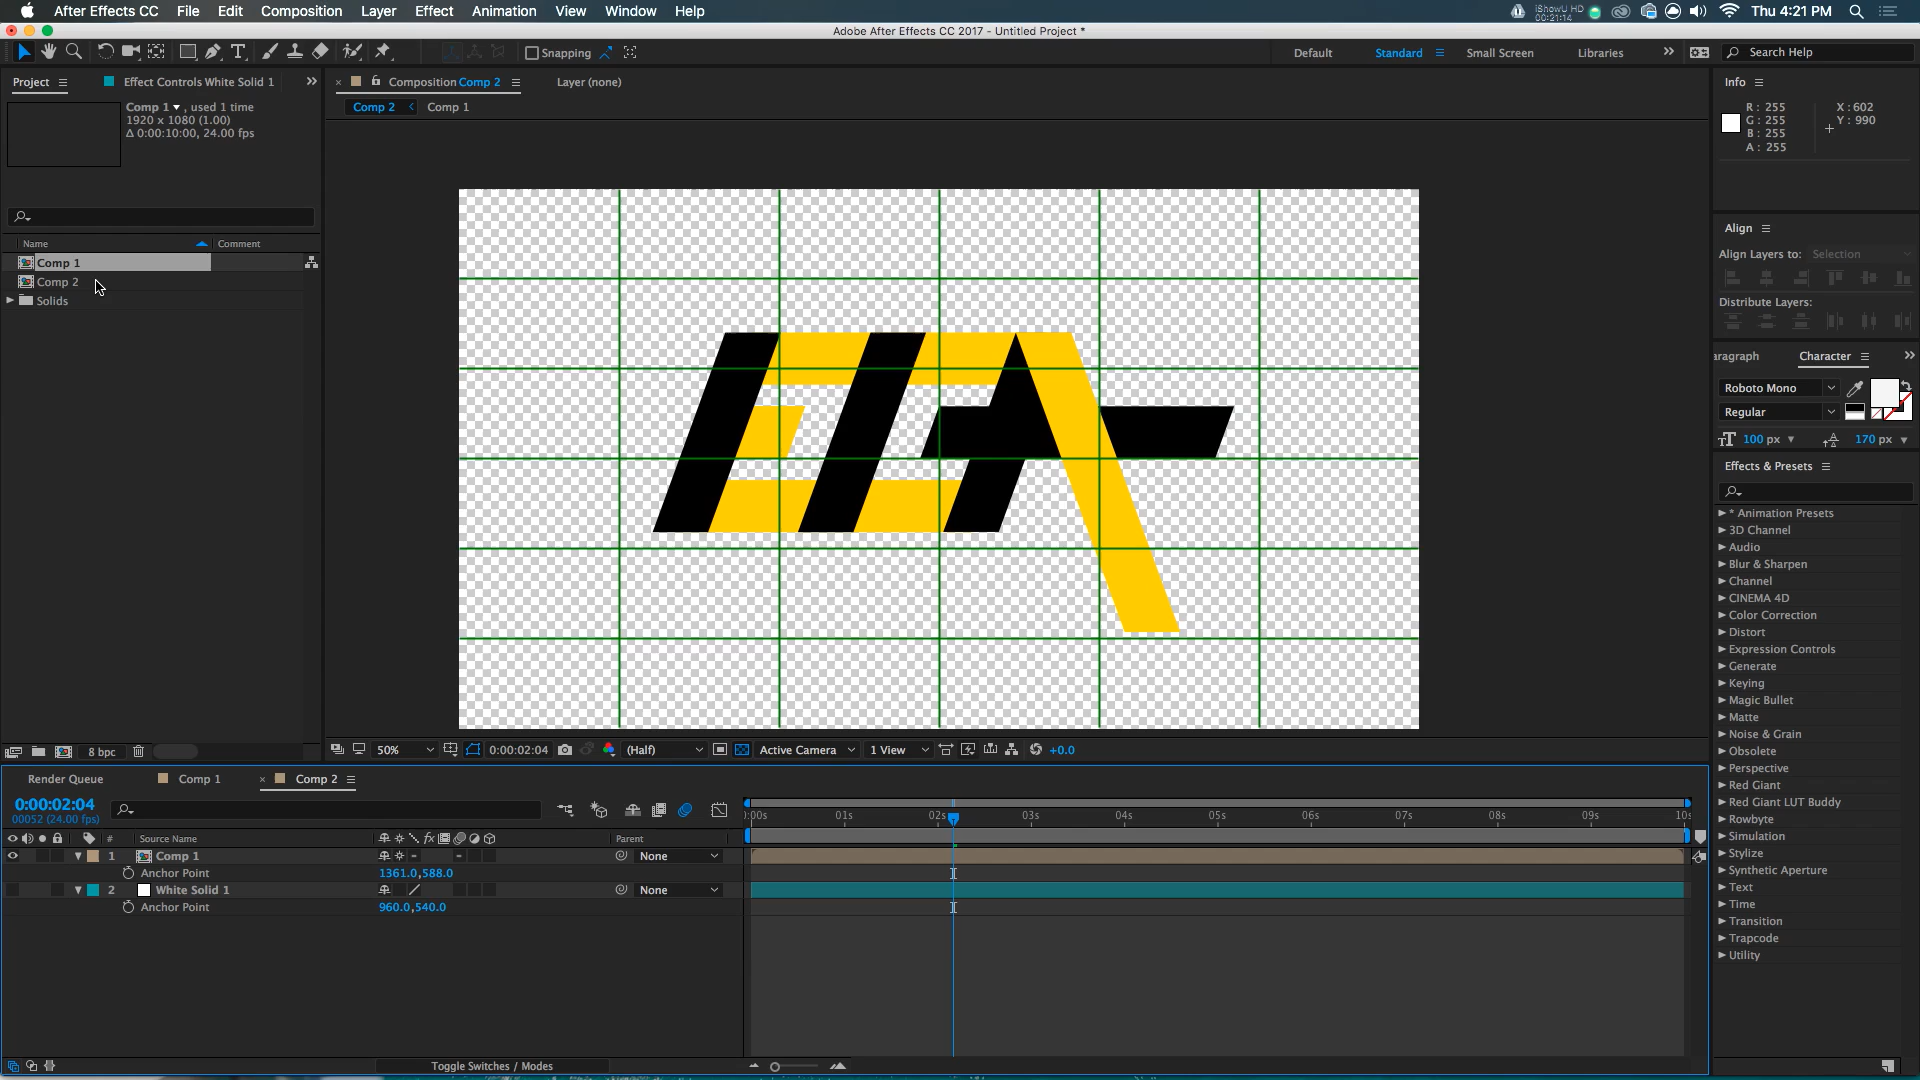 After Effects CC File Edit Composition Layer Effect Animation View Window Help
iShowU HD
00:21:14
Thu 4:21 PM
Adobe After Effects CC 2017 - Untitled Project *
Snapping
Default Standard Small Screen Libraries Search Help
Project
Effect Controls White Solid 1
Composition Comp 2
Layer (none)
Comp 2 Comp 1
Comp 1 , used 1 time
1920 x 1080 (1.00)
Δ 0:00:10:00, 24.00 fps
Name Comment
Comp 1
Comp 2
Solids
8 bpc
50% 0:00:02:04 (Half) Active Camera 1 View +0.0
Info
R: 255
G: 255
B: 255
A: 255
X: 602
Y: 990
Align
Align Layers to: Selection
Distribute Layers:
aragraph Character
Roboto Mono
Regular
100 px 170 px
Effects & Presets
* Animation Presets
3D Channel
Audio
Blur & Sharpen
Channel
CINEMA 4D
Color Correction
Distort
Expression Controls
Generate
Keying
Magic Bullet
Matte
Noise & Grain
Obsolete
Perspective
Red Giant
Red Giant LUT Buddy
Rowbyte
Simulation
Stylize
Synthetic Aperture
Text
Time
Transition
Trapcode
Utility
Render Queue Comp 1 Comp 2
0:00:02:04
00052 (24.00 fps)
:00s 01s 02s 03s 04s 05s 06s 07s 08s 09s 10s
# Source Name fx Parent
1 Comp 1 None
Anchor Point 1361.0,588.0
2 White Solid 1 None
Anchor Point 960.0,540.0
Toggle Switches / Modes